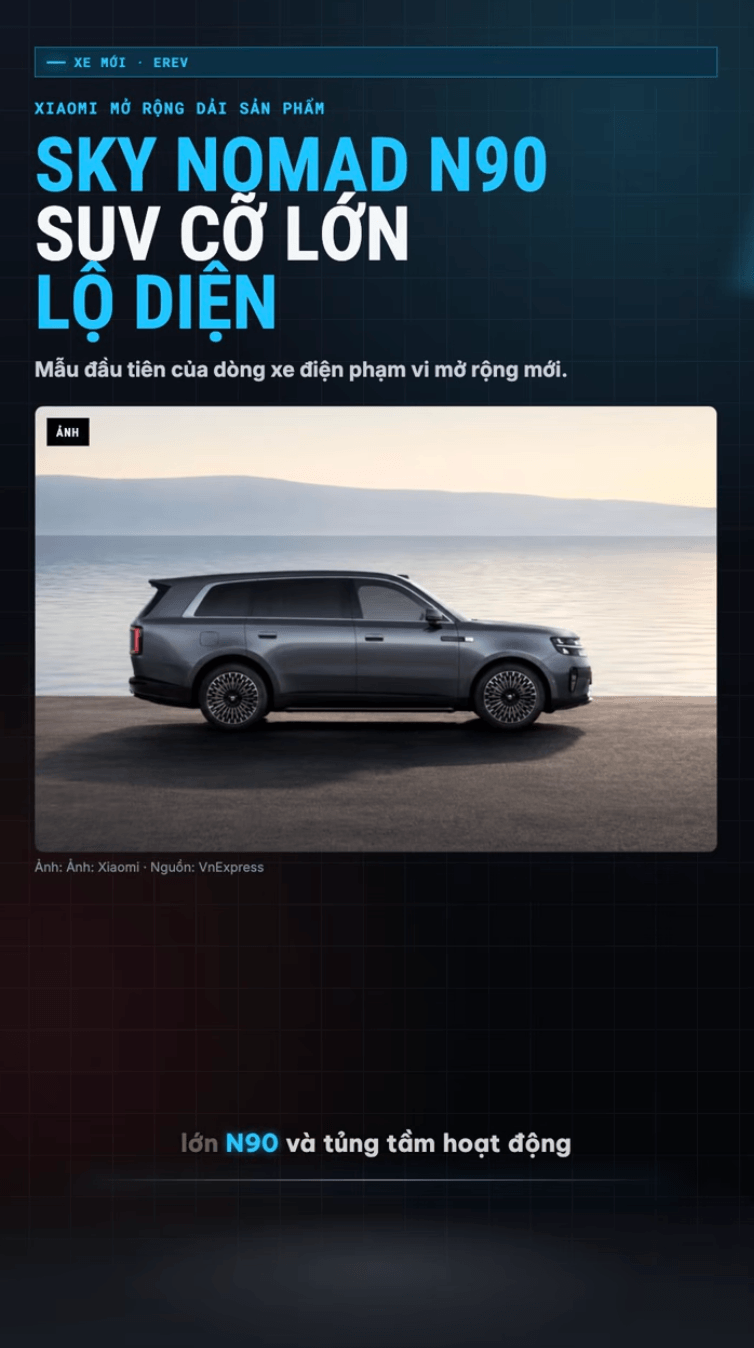 XE MỚI · EREV
XIAOMI MỞ RỘNG DẢI SẢN PHẨM
SKY NOMAD N90
SUV CỠ LỚN
LỘ DIỆN
Mẫu đầu tiên của dòng xe điện phạm vi mở rộng mới.
ẢNH
Ảnh: Ảnh: Xiaomi · Nguồn: VnExpress
lớn N90 và tủng tầm hoạt động